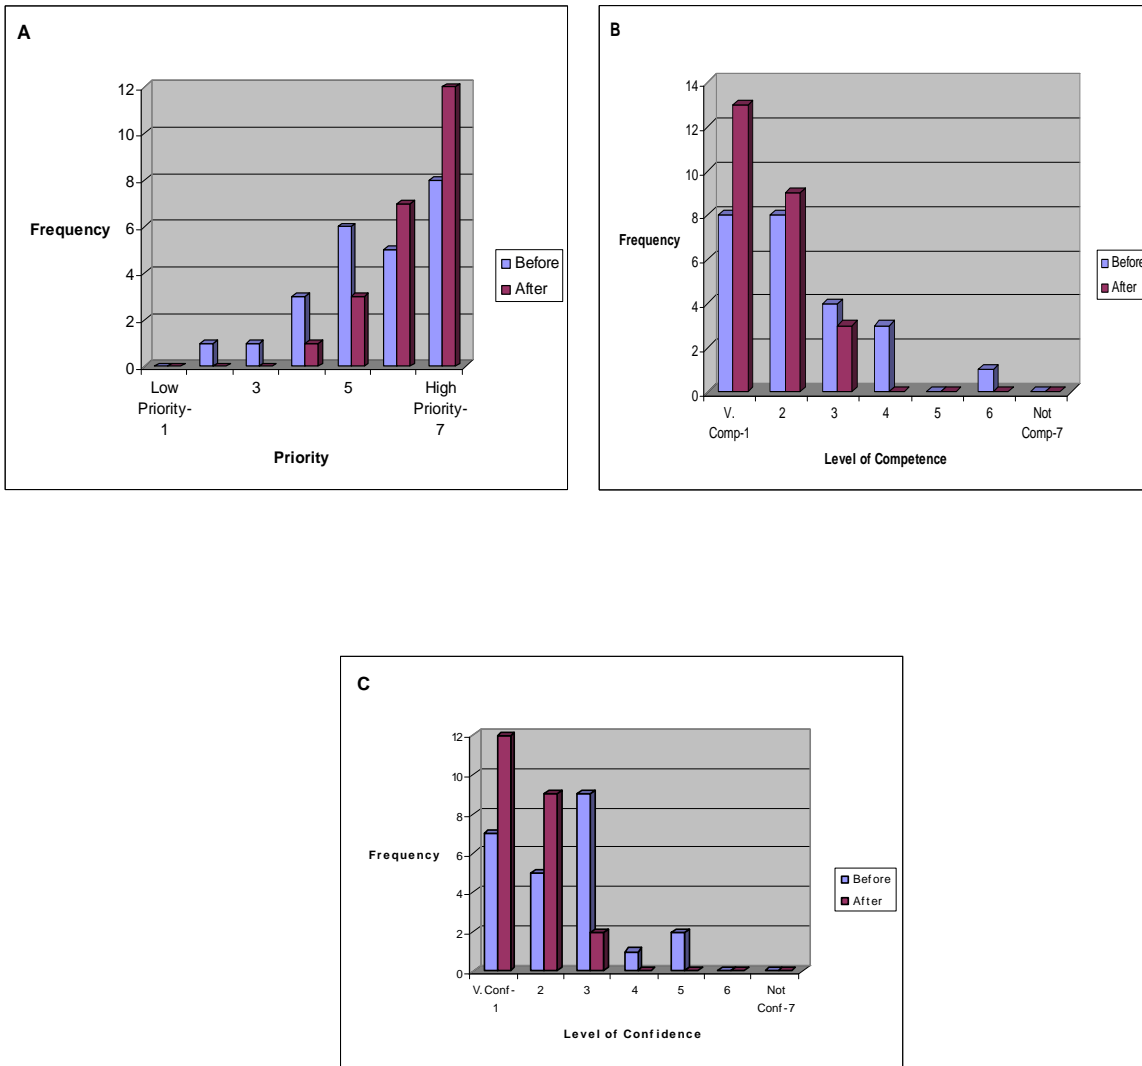 A
12
10
8
6
4
2
0
Frequency
Low
Priority-
1
3
5
High
Priority-
7
Priority
Before
After
B
14
12
10
8
6
4
2
0
Frequency
V.
Comp-1
2
3
4
5
6
Not
Comp-7
Level of Competence
Before
After
C
12
10
8
6
4
2
0
Frequency
V. Conf-
1
2
3
4
5
6
Not
Conf-7
Level of Confidence
Before
After